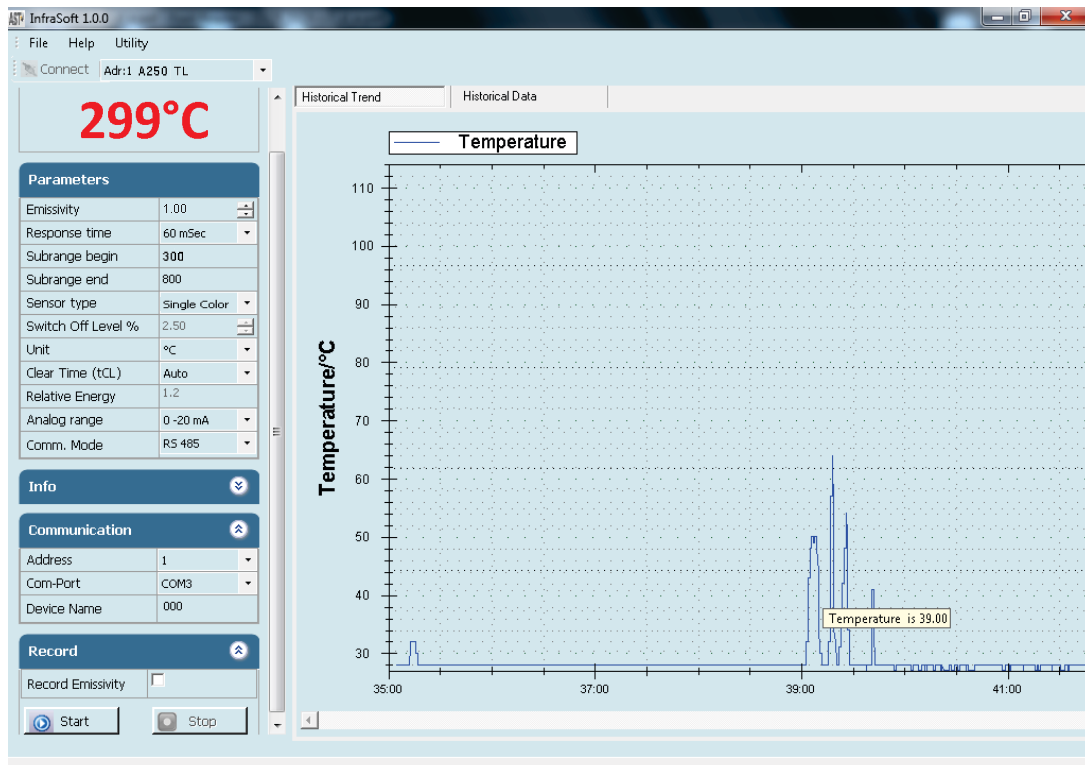 AST InfraSoft 1.0.0
File Help Utility
Connect Adr:1 A250 TL
299°C
Parameters
Emissivity 1.00
Response time 60 mSec
Subrange begin 300
Subrange end 800
Sensor type Single Color
Switch Off Level % 2.50
Unit °C
Clear Time (tCL) Auto
Relative Energy 1.2
Analog range 0 -20 mA
Comm. Mode RS 485
Info
Communication
Address 1
Com-Port COM3
Device Name 000
Record
Record Emissivity
Start Stop
Historical Trend Historical Data
Temperature
Temperature/°C
110
100
90
80
70
60
50
40
30
Temperature is 39.00
35:00 37:00 39:00 41:00